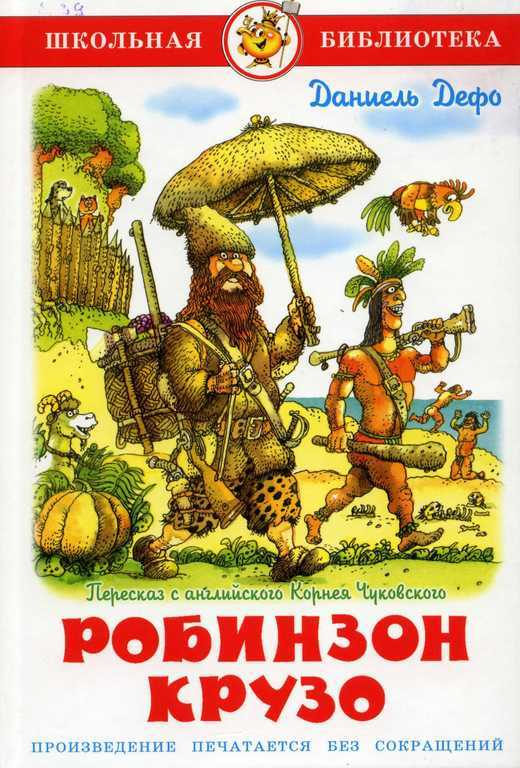 ШКОЛЬНАЯ БИБЛИОТЕКА
Даниель Дефо
Пересказ с английского Корнея Чуковского
РОБИНЗОН
КРУЗО
ПРОИЗВЕДЕНИЕ ПЕЧАТАЕТСЯ БЕЗ СОКРАЩЕНИЙ